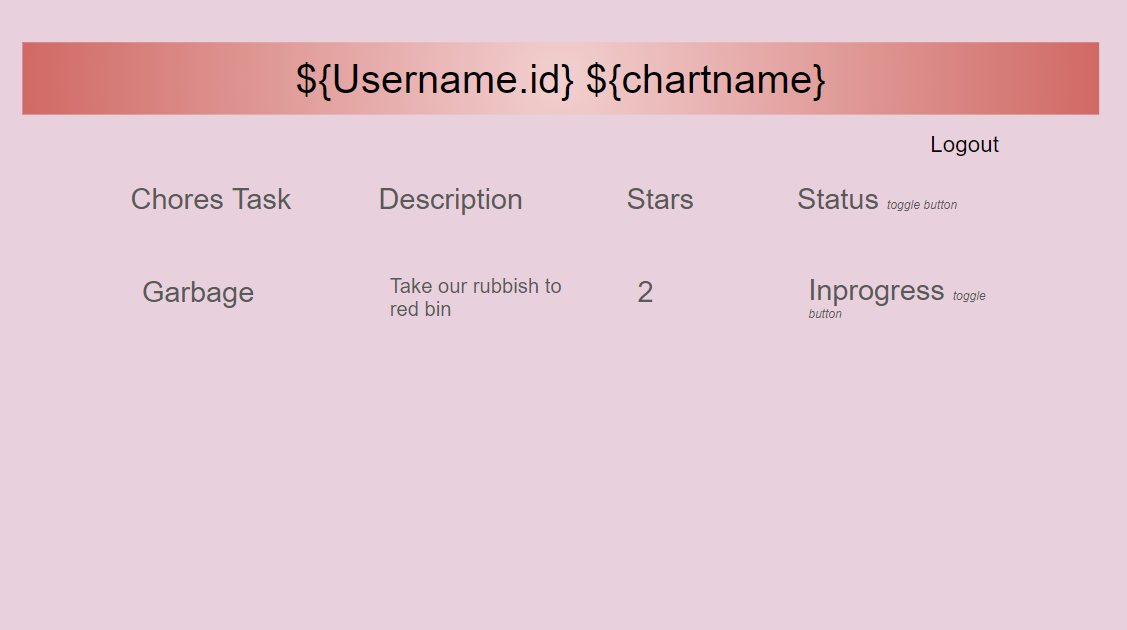 ${Username.id} ${chartname}
Logout
Chores Task Description Stars Status toggle button
Garbage Take our rubbish to red bin 2 Inprogress toggle button